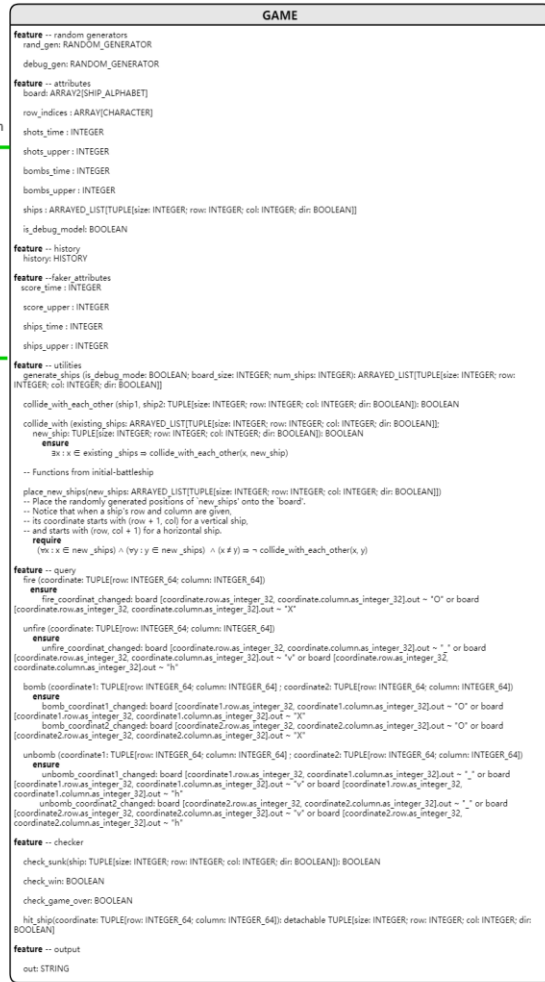 GAME
n
feature -- random generators
rand_gen: RANDOM_GENERATOR
debug_gen: RANDOM_GENERATOR
feature -- attributes
board: ARRAY2[SHIP_ALPHABET]
row_indices : ARRAY[CHARACTER]
shots_time : INTEGER
shots_upper : INTEGER
bombs_time : INTEGER
bombs_upper : INTEGER
ships : ARRAYED_LIST[TUPLE[size: INTEGER; row: INTEGER; col: INTEGER; dir: BOOLEAN]]
is_debug_model: BOOLEAN
feature -- history
history: HISTORY
feature --faker_attributes
score_time : INTEGER
score_upper : INTEGER
ships_time : INTEGER
ships_upper : INTEGER
feature -- utilities
generate_ships (is_debug_mode: BOOLEAN; board_size: INTEGER; num_ships: INTEGER): ARRAYED_LIST[TUPLE[size: INTEGER; row:
INTEGER; col: INTEGER; dir: BOOLEAN]]
collide_with_each_other (ship1, ship2: TUPLE[size: INTEGER; row: INTEGER; col: INTEGER; dir: BOOLEAN]): BOOLEAN
collide_with (existing_ships: ARRAYED_LIST[TUPLE[size: INTEGER; row: INTEGER; col: INTEGER; dir: BOOLEAN]];
new_ship: TUPLE[size: INTEGER; row: INTEGER; col: INTEGER; dir: BOOLEAN]): BOOLEAN
ensure
∃x : x ∈ existing _ships ⇒ collide_with_each_other(x, new_ship)
-- Functions from initial-battleship
place_new_ships(new_ships: ARRAYED_LIST[TUPLE[size: INTEGER; row: INTEGER; col: INTEGER; dir: BOOLEAN]])
-- Place the randomly generated positions of `new_ships' onto the `board'.
-- Notice that when a ship's row and column are given,
-- its coordinate starts with (row + 1, col) for a vertical ship,
-- and starts with (row, col + 1) for a horizontal ship.
require
(∀x : x ∈ new _ships) ∧ (∀y : y ∈ new _ships) ∧ (x ≠ y) ⇒ ¬ collide_with_each_other(x, y)
feature -- query
fire (coordinate: TUPLE[row: INTEGER_64; column: INTEGER_64])
ensure
fire_coordinat_changed: board [coordinate.row.as_integer_32, coordinate.column.as_integer_32].out ~ "O" or board
[coordinate.row.as_integer_32, coordinate.column.as_integer_32].out ~ "X"
unfire (coordinate: TUPLE[row: INTEGER_64; column: INTEGER_64])
ensure
unfire_coordinat_changed: board [coordinate.row.as_integer_32, coordinate.column.as_integer_32].out ~ "_" or board
[coordinate.row.as_integer_32, coordinate.column.as_integer_32].out ~ "v" or board [coordinate.row.as_integer_32,
coordinate.column.as_integer_32].out ~ "h"
bomb (coordinate1: TUPLE[row: INTEGER_64; column: INTEGER_64] ; coordinate2: TUPLE[row: INTEGER_64; column: INTEGER_64])
ensure
bomb_coordinat1_changed: board [coordinate1.row.as_integer_32, coordinate1.column.as_integer_32].out ~ "O" or board
[coordinate1.row.as_integer_32, coordinate1.column.as_integer_32].out ~ "X"
bomb_coordinat2_changed: board [coordinate2.row.as_integer_32, coordinate2.column.as_integer_32].out ~ "O" or board
[coordinate2.row.as_integer_32, coordinate2.column.as_integer_32].out ~ "X"
unbomb (coordinate1: TUPLE[row: INTEGER_64; column: INTEGER_64] ; coordinate2: TUPLE[row: INTEGER_64; column: INTEGER_64])
ensure
unbomb_coordinat1_changed: board [coordinate1.row.as_integer_32, coordinate1.column.as_integer_32].out ~ "_" or board
[coordinate1.row.as_integer_32, coordinate1.column.as_integer_32].out ~ "v" or board [coordinate1.row.as_integer_32,
coordinate1.column.as_integer_32].out ~ "h"
unbomb_coordinat2_changed: board [coordinate2.row.as_integer_32, coordinate2.column.as_integer_32].out ~ "_" or board
[coordinate2.row.as_integer_32, coordinate2.column.as_integer_32].out ~ "v" or board [coordinate2.row.as_integer_32,
coordinate2.column.as_integer_32].out ~ "h"
feature -- checker
check_sunk(ship: TUPLE[size: INTEGER; row: INTEGER; col: INTEGER; dir: BOOLEAN]): BOOLEAN
check_win: BOOLEAN
check_game_over: BOOLEAN
hit_ship(coordinate: TUPLE[row: INTEGER_64; column: INTEGER_64]): detachable TUPLE[size: INTEGER; row: INTEGER; col: INTEGER; dir:
BOOLEAN]
feature -- output
out: STRING